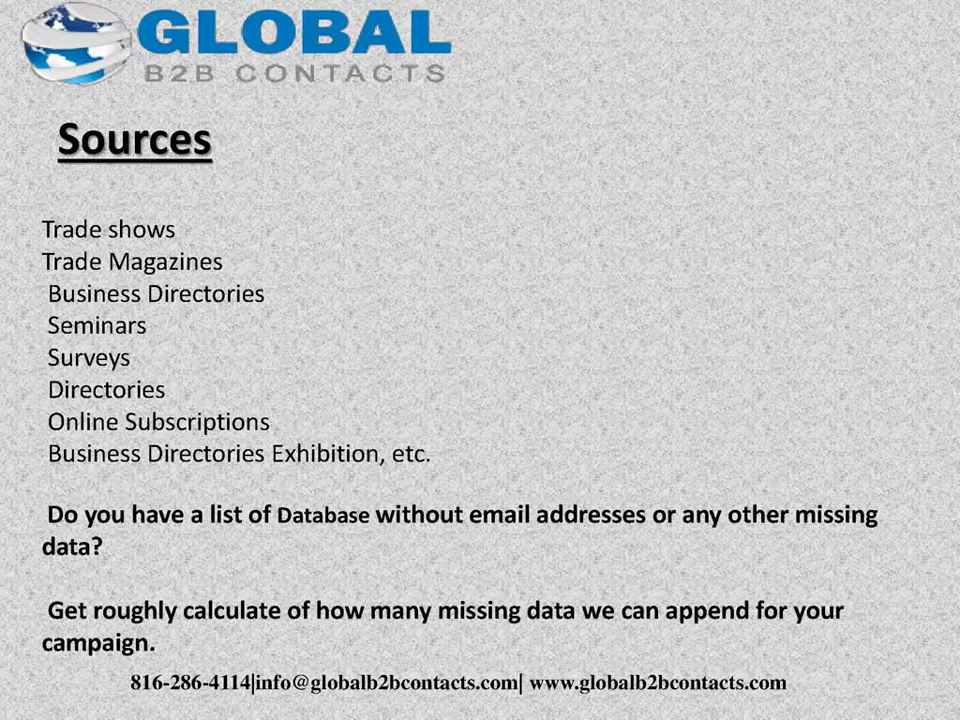 GLOBAL
B2B CONTACTS
Sources
Trade shows
Trade Magazines
Business Directories
Seminars
Surveys
Directories
Online Subscriptions
Business Directories Exhibition, etc.
Do you have a list of Database without email addresses or any other missing
data?
Get roughly calculate of how many missing data we can append for your
campaign.
816-286-4114|info@globalb2bcontacts.com| www.globalb2bcontacts.com